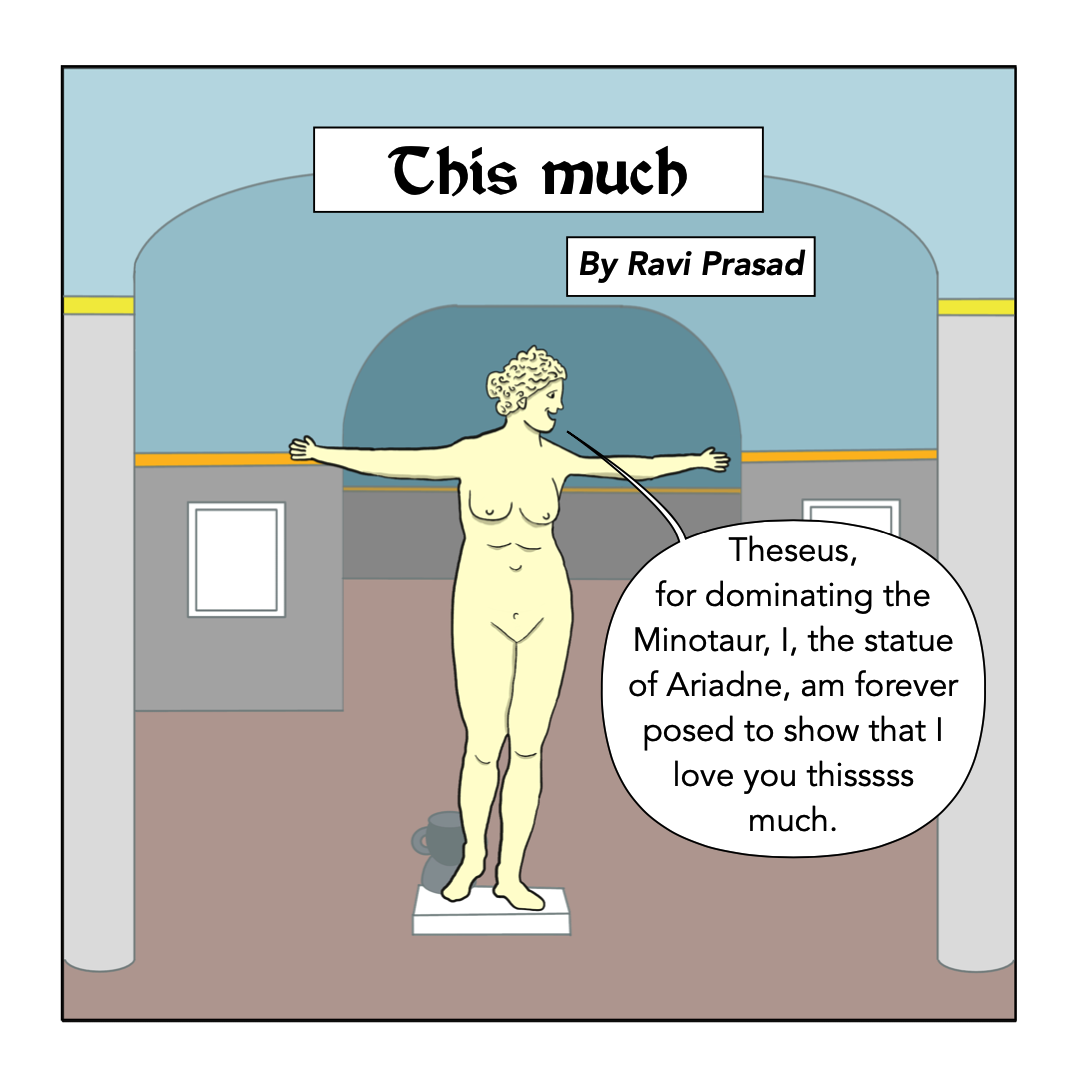 This much
By Ravi Prasad
Theseus,
for dominating the
Minotaur, I, the statue
of Ariadne, am forever
posed to show that I
love you thisssss
much.